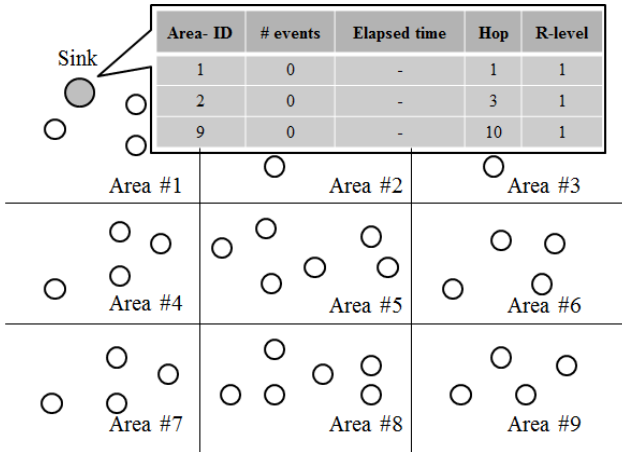 Sink
Area- ID # events Elapsed time Hop R-level
1 0 - 1 1
2 0 - 3 1
9 0 - 10 1
Area #1 Area #2 Area #3
Area #4 Area #5 Area #6
Area #7 Area #8 Area #9